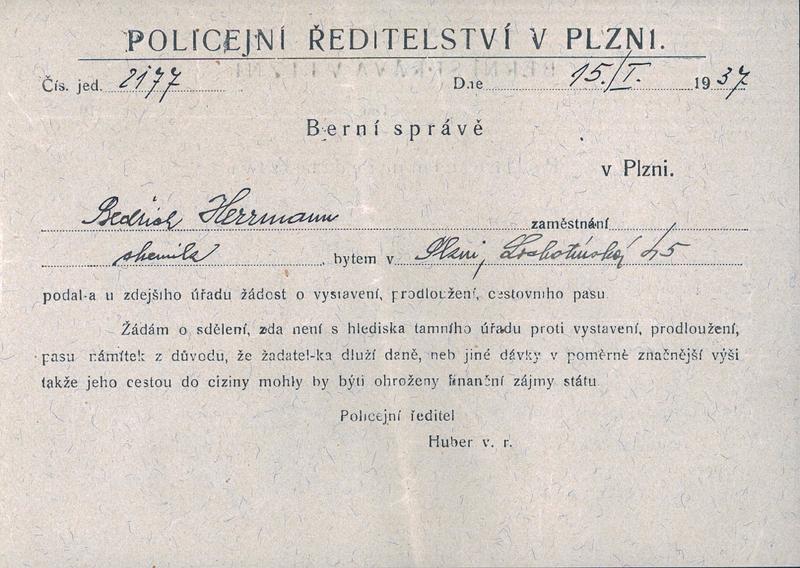 POLICEJNÍ ŘEDITELSTVÍ V PLZNI.
Čís. jed. 2177 Dne 15./I. 1937
Berní správě
v Plzni.
Bedřich Herrmann zaměstnání
bytem v Plzni, Lochotínská 45
podal-a u zdejšího úřadu žádost o vystavení, prodloužení, cestovního pasu
Žádám o sdělení, zda není s hlediska tamního úřadu proti vystavení, prodloužení,
pasu námitek z důvodu, že žadatel-ka dluží daně, neb jiné dávky v poměrně značnější výši
takže jeho cestou do ciziny mohly by býti ohroženy finanční zájmy státu
Policejní ředitel
Huber v. r.